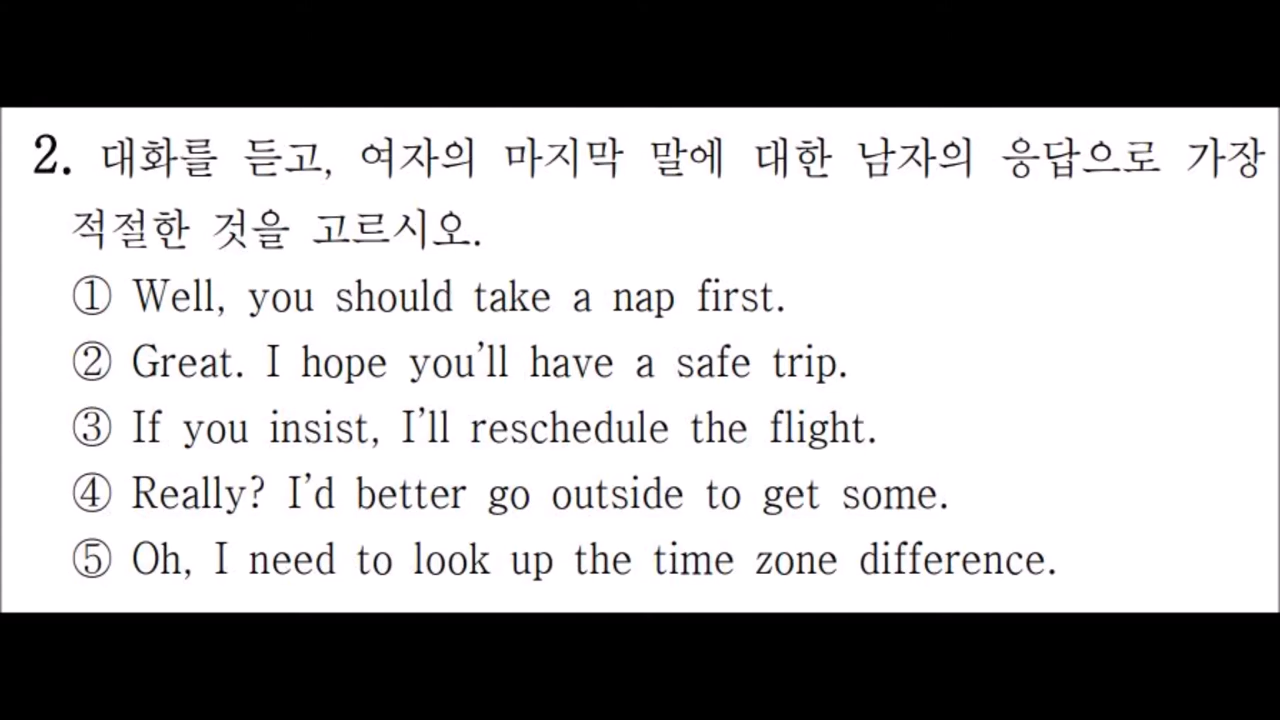 2. 대화를 듣고, 여자의 마지막 말에 대한 남자의 응답으로 가장
적절한 것을 고르시오.
① Well, you should take a nap first.
② Great. I hope you’ll have a safe trip.
③ If you insist, I’ll reschedule the flight.
④ Really? I’d better go outside to get some.
⑤ Oh, I need to look up the time zone difference.